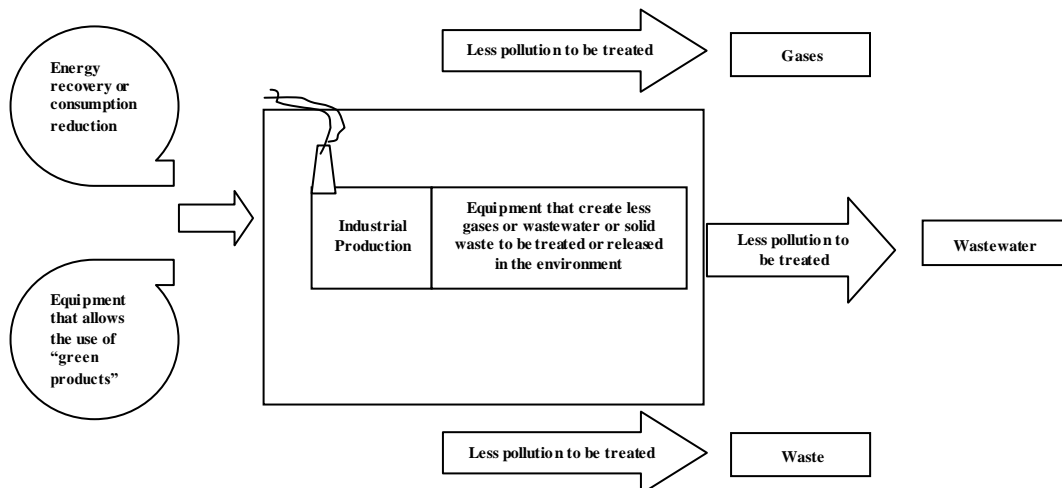 Energy
recovery or
consumption
reduction
Less pollution to be treated
Gases
Industrial
Production
Equipment that create less
gases or wastewater or solid
waste to be treated or released
in the environment
Less pollution to
be treated
Wastewater
Equipment
that allows
the use of
“green
products”
Less pollution to be treated
Waste